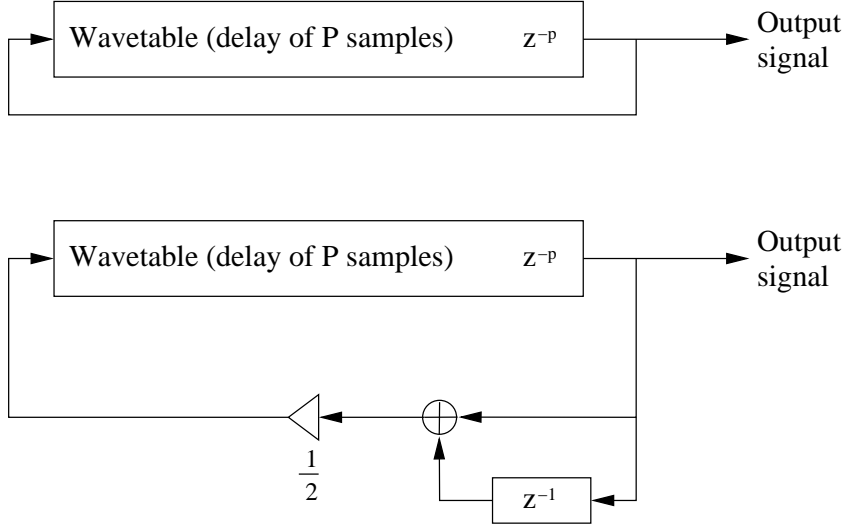 Wavetable (delay of P samples) z⁻ᵖ
Output
signal
Wavetable (delay of P samples) z⁻ᵖ
Output
signal
1
2
z⁻¹